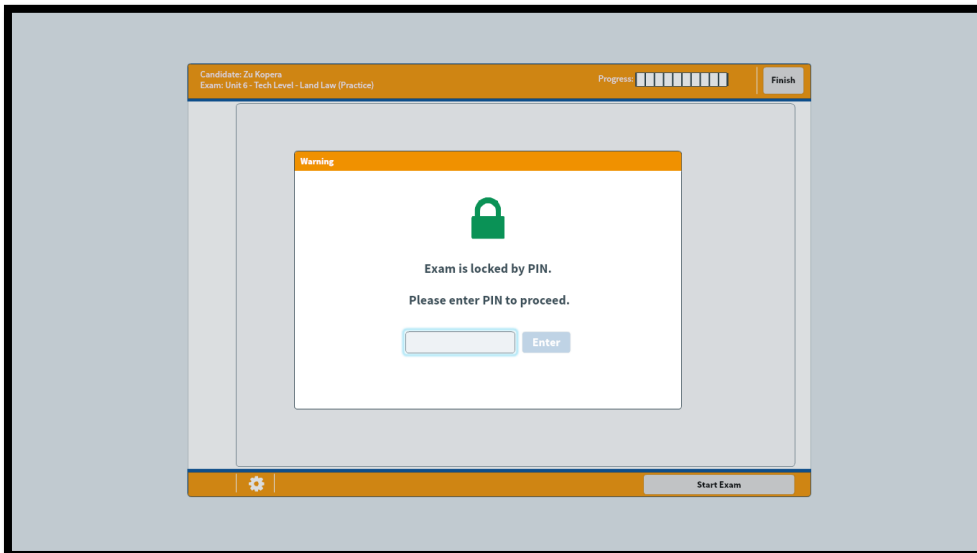 Candidate: Zu Kopera
Exam: Unit 6 - Tech Level - Land Law (Practice)
Progress:
Finish
Warning
Exam is locked by PIN.
Please enter PIN to proceed.
Enter
Start Exam